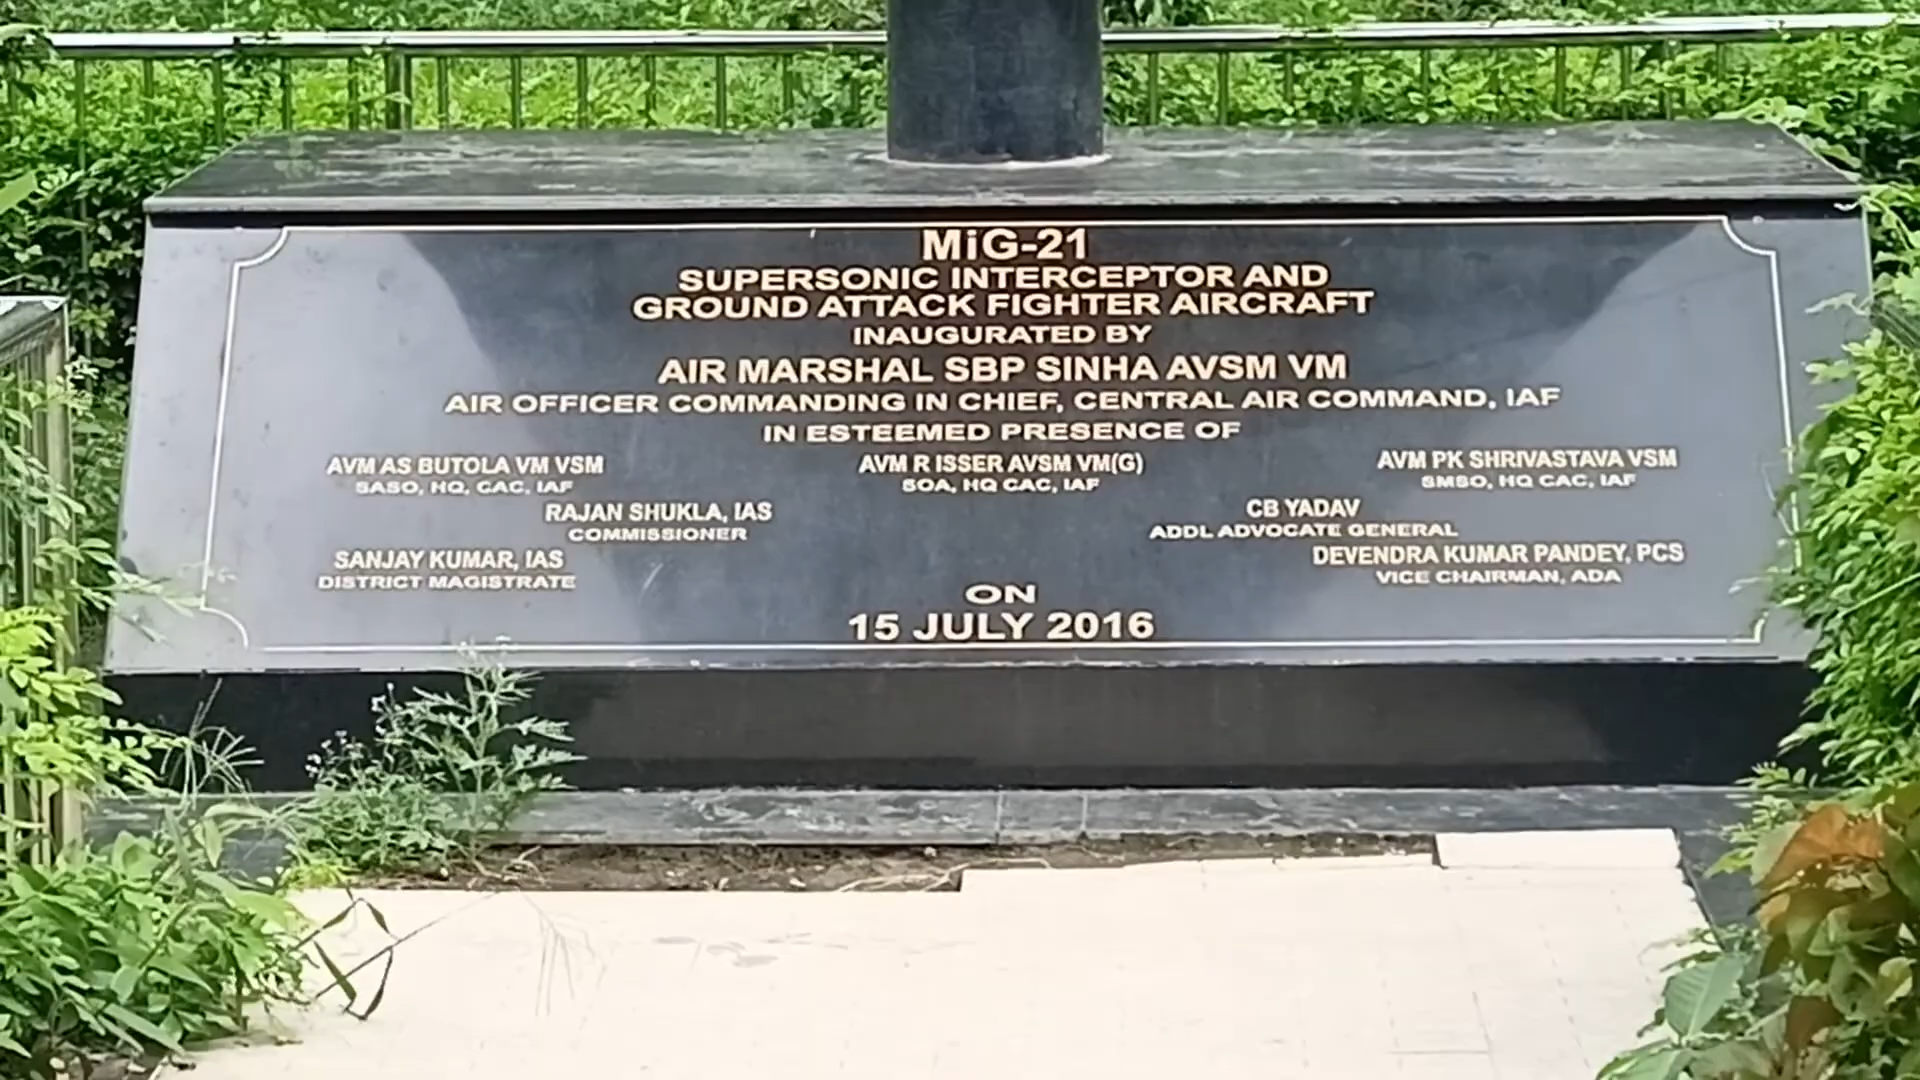 MiG-21
SUPERSONIC INTERCEPTOR AND
GROUND ATTACK FIGHTER AIRCRAFT
INAUGURATED BY
AIR MARSHAL SBP SINHA AVSM VM
AIR OFFICER COMMANDING IN CHIEF, CENTRAL AIR COMMAND, IAF
IN ESTEEMED PRESENCE OF
AVM AS BUTOLA VM VSM
SASO, HQ, CAC, IAF
AVM R ISSER AVSM VM(G)
SOA, HQ CAC, IAF
AVM PK SHRIVASTAVA VSM
SMSO, HQ CAC, IAF
RAJAN SHUKLA, IAS
COMMISSIONER
CB YADAV
ADDL ADVOCATE GENERAL
SANJAY KUMAR, IAS
DISTRICT MAGISTRATE
DEVENDRA KUMAR PANDEY, PCS
VICE CHAIRMAN, ADA
ON
15 JULY 2016